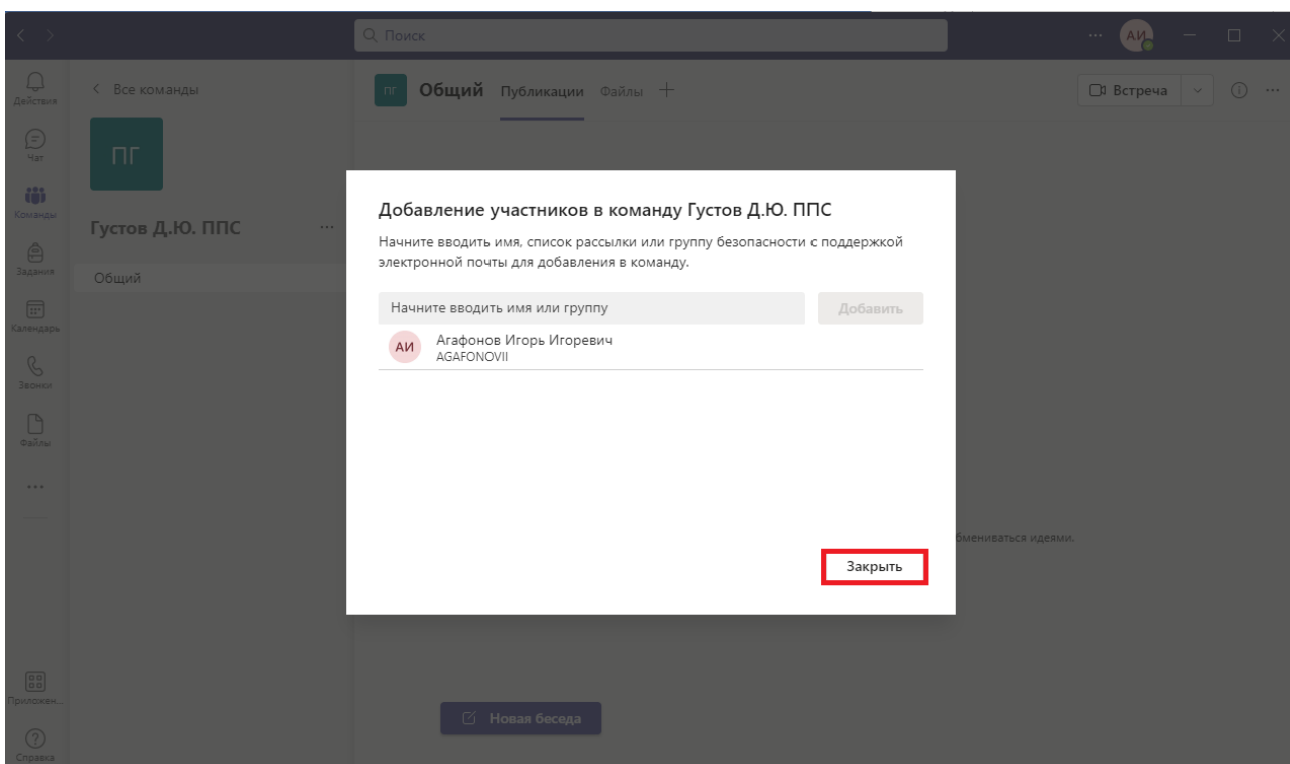 Поиск
АИ
Действия
Чат
Команды
Задания
Календарь
Звонки
Файлы
Приложен...
Справка
Все команды
ПГ
Густов Д.Ю. ППС
Общий
ПГ Общий Публикации Файлы
Встреча
Добавление участников в команду Густов Д.Ю. ППС
Начните вводить имя, список рассылки или группу безопасности с поддержкой
электронной почты для добавления в команду.
Начните вводить имя или группу
Добавить
АИ
Агафонов Игорь Игоревич
AGAFONOVII
Закрыть
бмениваться идеями.
Новая беседа